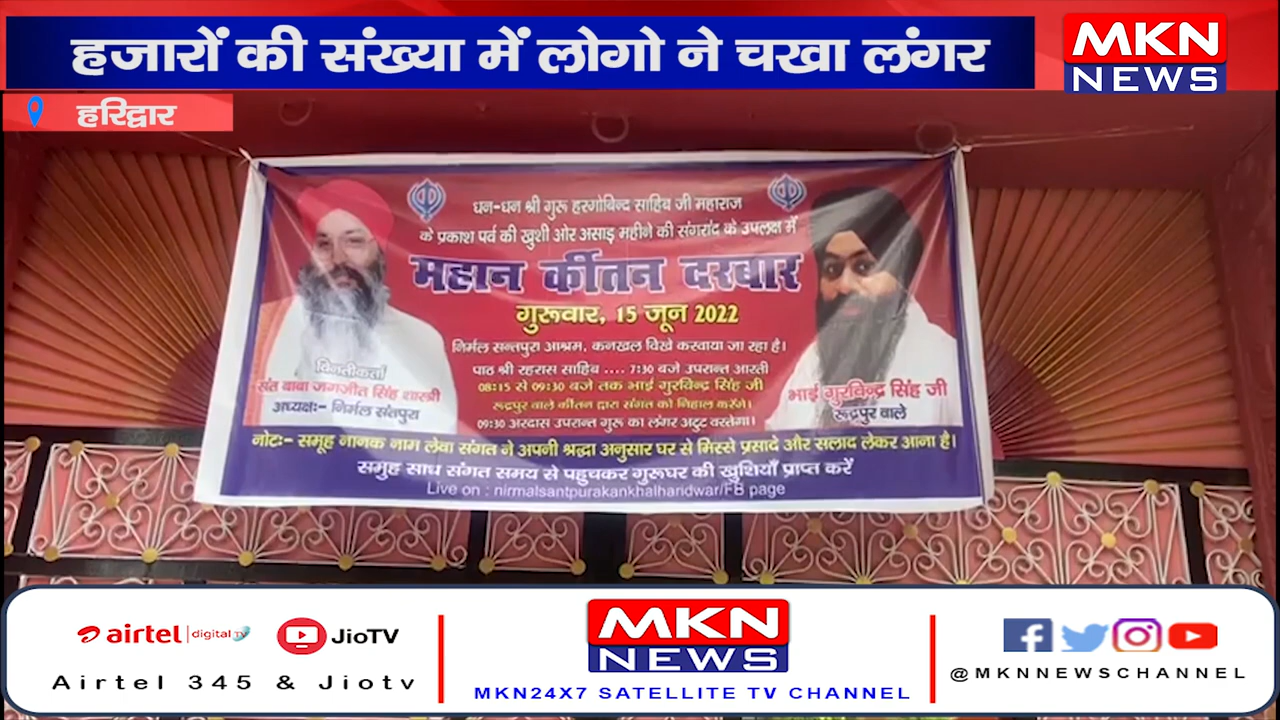 हजारों की संख्या में लोगो ने चखा लंगर
MKN
NEWS
हरिद्वार
धन-धन श्री गुरू हरगोबिन्द साहिब जी महाराज
के प्रकाश पर्व की खुशी ओर असाड़ महीने की संगरांद के उपलक्ष में
महान र्कीतन दरबार
गुरूवार, 15 जून 2022
निर्मल सन्तपुरा आश्रम, कनखल विखे करवाया जा रहा है।
पाठ श्री रहरास साहिब .... 7:30 बजे उपरान्त आरती
08:15 से 09:30 बजे तक भाई गुरविन्द्र सिंह जी
रूद्रपुर वाले र्कीतन द्वारा संगत को निहाल करेंगे।
09:30 अरदास उपरान्त गुरू का लंगर अटुट वरतेगा।
विनतीकर्ता
संत बाबा जगजीत सिंह शास्त्री
अध्यक्षः- निर्मल संतपुरा
भाई गुरविन्द्र सिंह जी
रूद्रपुर वाले
नोटः- समूह नानक नाम लेवा संगत ने अपनी श्रद्धा अनुसार घर से मिस्से प्रसादे और सलाद लेकर आना है।
समुह साध संगत समय से पहुचकर गुरूघर की खुशियाँ प्राप्त करें
Live on : nirmalsantpurakankhalharidwar/FB page
airtel digital TV
JioTV
Airtel 345 & Jiotv
MKN
NEWS
MKN24X7 SATELLITE TV CHANNEL
@MKNNEWSCHANNEL